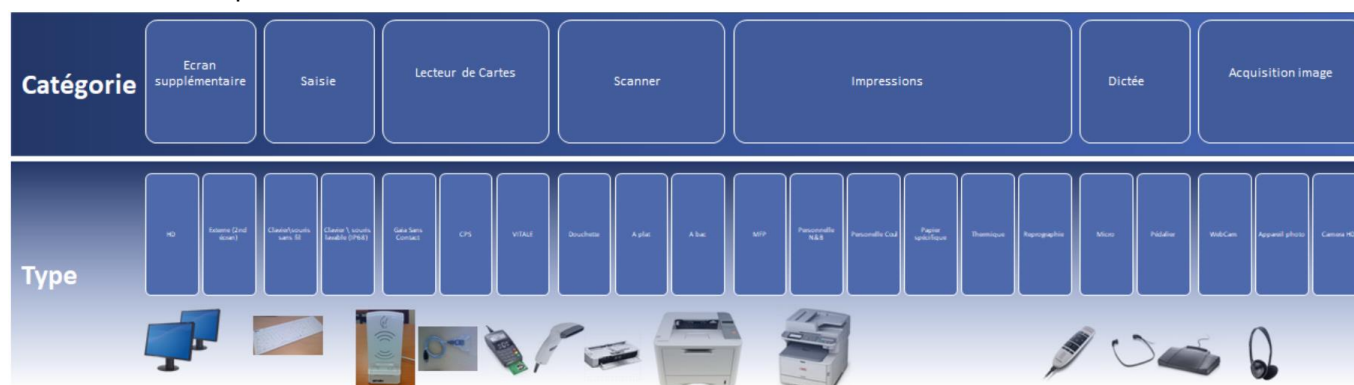 Catégorie
Ecran
supplémentaire
Saisie
Lecteur de Cartes
Scanner
Impressions
Dictée
Acquisition image
Type
HD
Externe (2nd
écran)
Clavier\souris
sans fil
Clavier \ souris
lavable (IP68)
Gaia Sans
Contact
CPS
VITALE
Douchette
A plat
A bac
MFP
Personnelle
N&B
Personnelle Coul
Papier
spécifique
Thermique
Reprographie
Micro
Pédalier
WebCam
Appareil photo
Camera HD